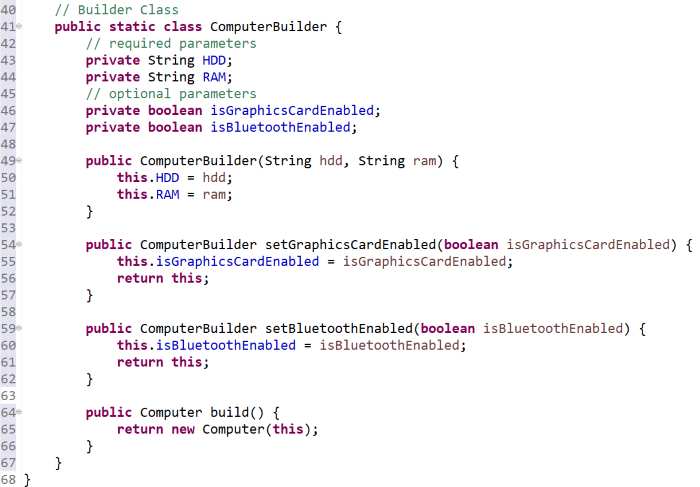 40     // Builder Class
41     public static class ComputerBuilder {
42         // required parameters
43         private String HDD;
44         private String RAM;
45         // optional parameters
46         private boolean isGraphicsCardEnabled;
47         private boolean isBluetoothEnabled;
48
49         public ComputerBuilder(String hdd, String ram) {
50             this.HDD = hdd;
51             this.RAM = ram;
52         }
53
54         public ComputerBuilder setGraphicsCardEnabled(boolean isGraphicsCardEnabled) {
55             this.isGraphicsCardEnabled = isGraphicsCardEnabled;
56             return this;
57         }
58
59         public ComputerBuilder setBluetoothEnabled(boolean isBluetoothEnabled) {
60             this.isBluetoothEnabled = isBluetoothEnabled;
61             return this;
62         }
63
64         public Computer build() {
65             return new Computer(this);
66         }
67     }
68 }